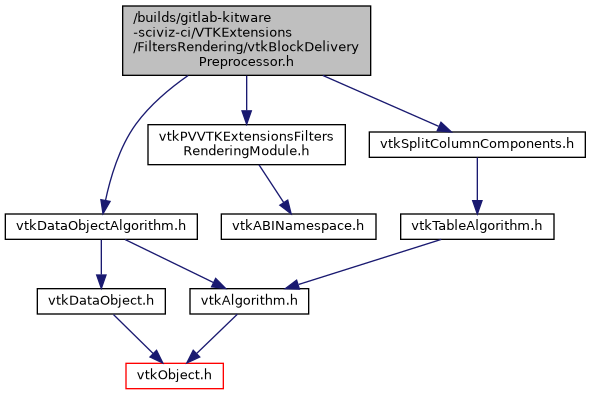 /builds/gitlab-kitware
-sciviz-ci/VTKExtensions
/FiltersRendering/vtkBlockDelivery
Preprocessor.h
vtkPVVTKExtensionsFilters
RenderingModule.h
vtkSplitColumnComponents.h
vtkDataObjectAlgorithm.h
vtkABINamespace.h
vtkTableAlgorithm.h
vtkDataObject.h
vtkAlgorithm.h
vtkObject.h